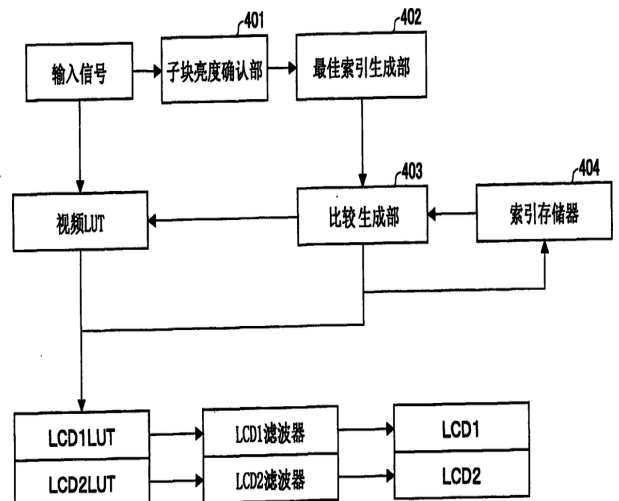 401
402
输入信号
子块亮度确认部
最佳索引生成部
403
404
视频LUT
比较生成部
索引存储器
LCD1LUT
LCD1滤波器
LCD1
LCD2LUT
LCD2滤波器
LCD2